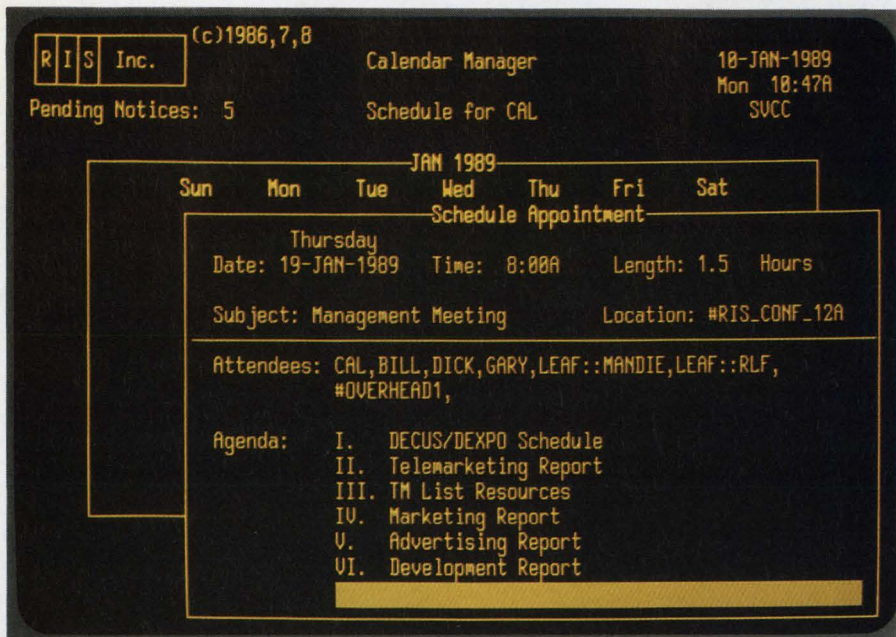 (c)1986,7,8
RIS Inc. Calendar Manager 10-JAN-1989
Mon 10:47A
Pending Notices: 5 Schedule for CAL SVCC
JAN 1989
Sun Mon Tue Wed Thu Fri Sat
Schedule Appointment
Thursday
Date: 19-JAN-1989 Time: 8:00A Length: 1.5 Hours
Subject: Management Meeting Location: #RIS_CONF_12A
Attendees: CAL,BILL,DICK,GARY,LEAF::MANDIE,LEAF::RLF,
#OVERHEAD1,
Agenda: I. DECUS/DEXPO Schedule
II. Telemarketing Report
III. TM List Resources
IV. Marketing Report
V. Advertising Report
VI. Development Report